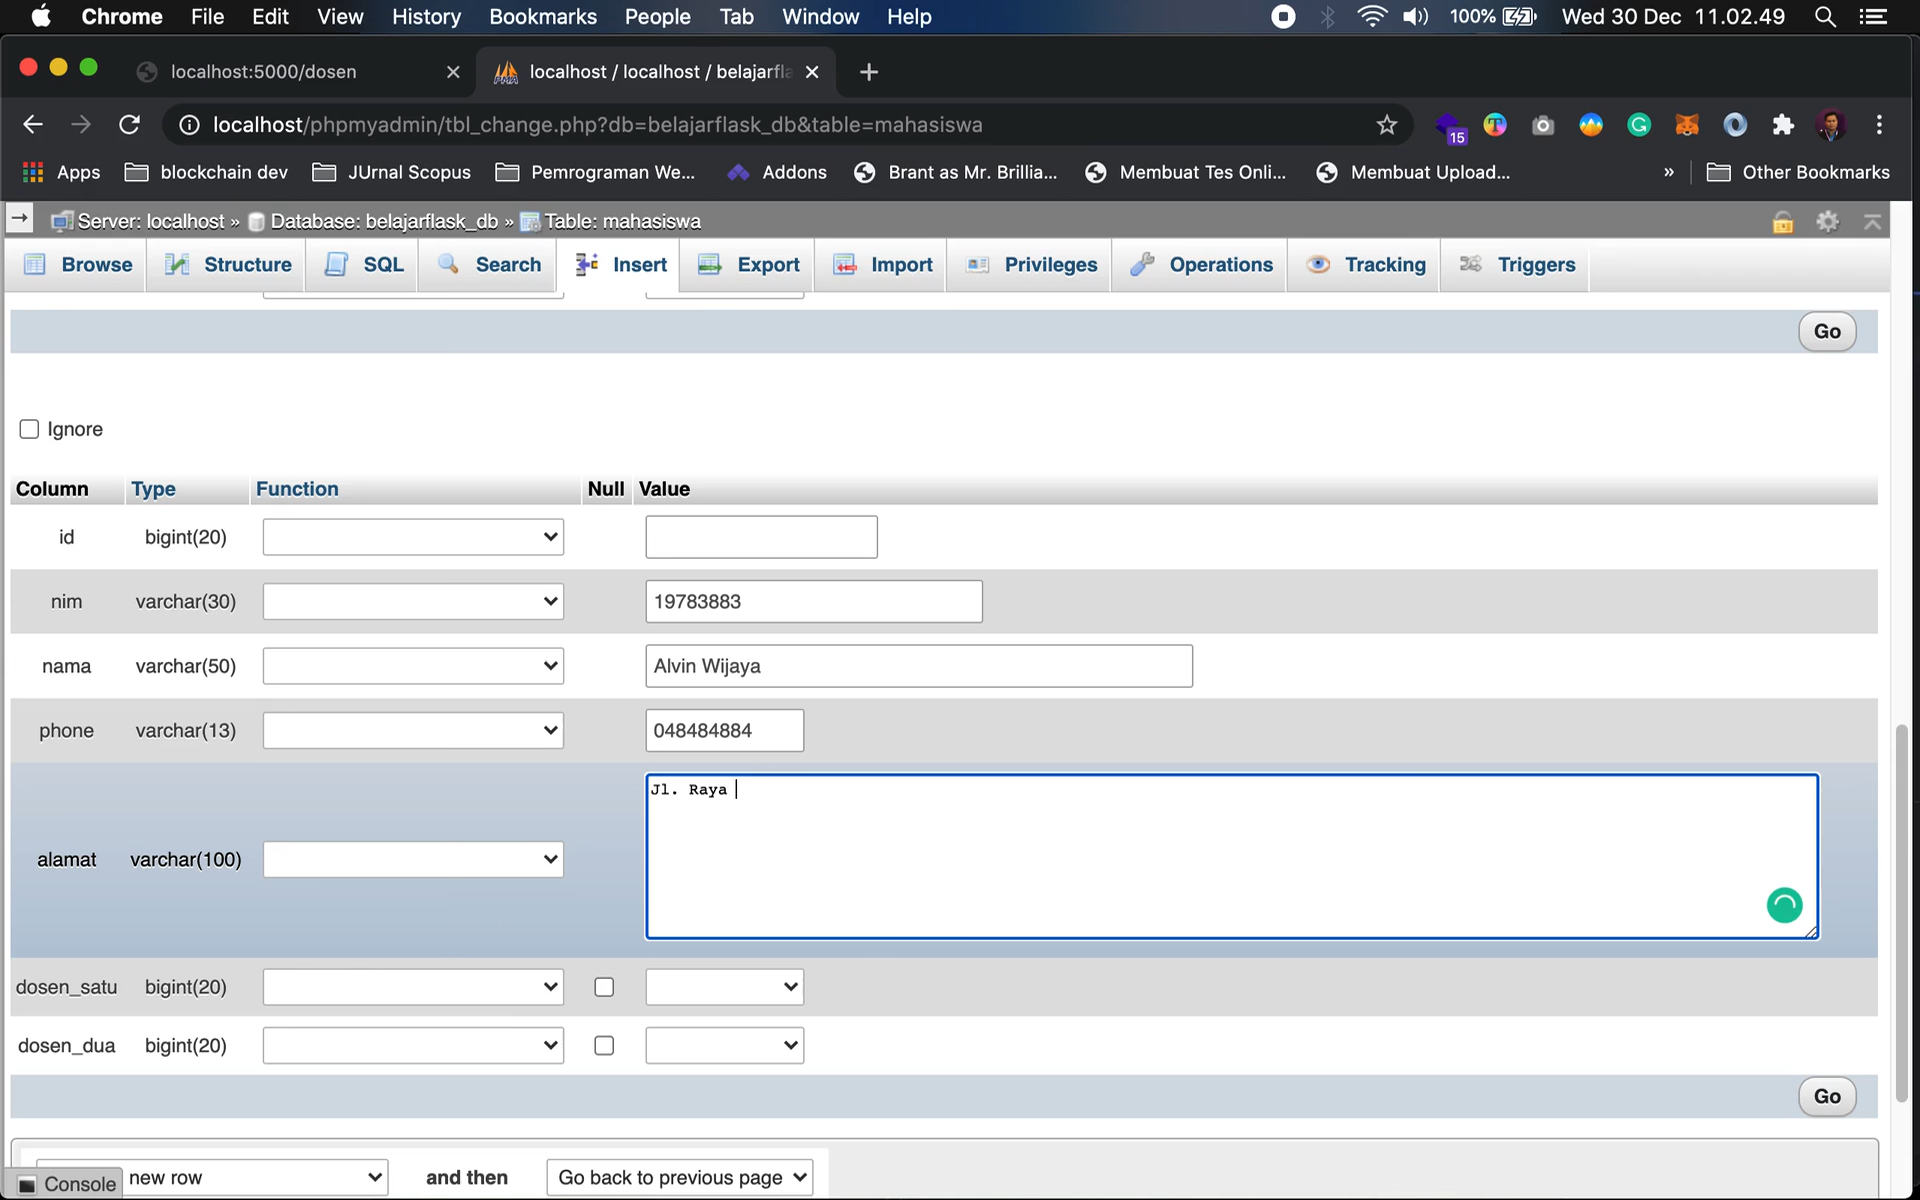 Chrome File Edit View History Bookmarks People Tab Window Help 100% Wed 30 Dec 11.02.49
localhost:5000/dosen localhost / localhost / belajarfla
localhost/phpmyadmin/tbl_change.php?db=belajarflask_db&table=mahasiswa 15
Apps blockchain dev JUrnal Scopus Pemrograman We... Addons Brant as Mr. Brillia... Membuat Tes Onli... Membuat Upload... » Other Bookmarks
Server: localhost » Database: belajarflask_db » Table: mahasiswa
Browse Structure SQL Search Insert Export Import Privileges Operations Tracking Triggers
Go
Ignore
Column Type Function Null Value
id bigint(20)
nim varchar(30) 19783883
nama varchar(50) Alvin Wijaya
phone varchar(13) 048484884
alamat varchar(100) Jl. Raya
dosen_satu bigint(20)
dosen_dua bigint(20)
Go
new row and then Go back to previous page
Console